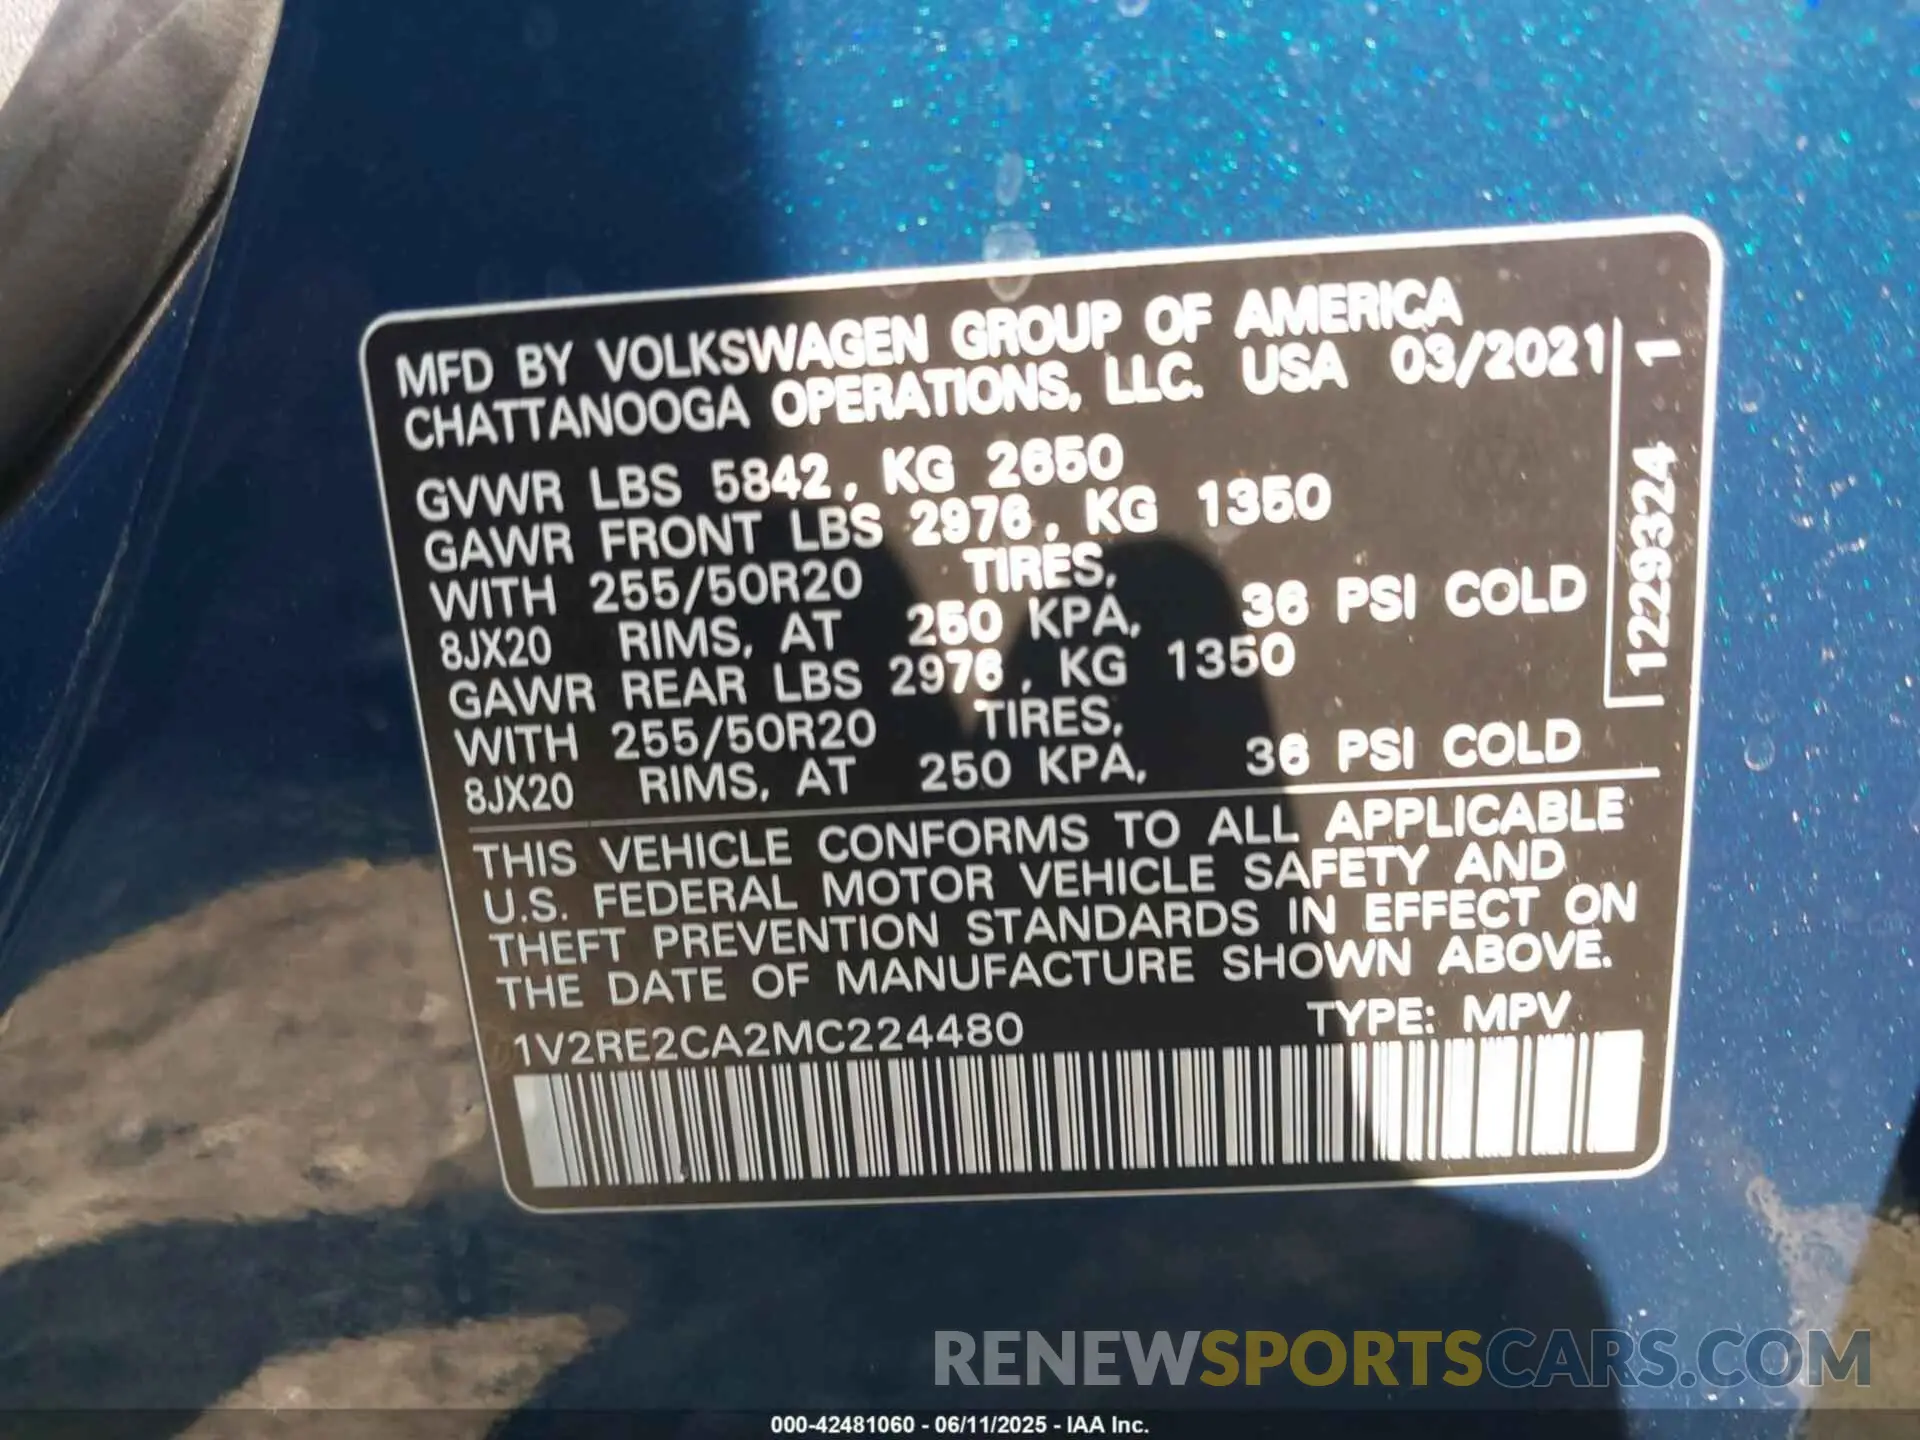 MFD BY VOLKSWAGEN GROUP OF AMERICA
CHATTANOOGA OPERATIONS, LLC. USA 03/2021
GVWR LBS 5842, KG 2650
GAWR FRONT LBS 2976, KG 1350
WITH 255/50R20 TIRES,
8JX20 RIMS, AT 250 KPA, 36 PSI COLD
GAWR REAR LBS 2976, KG 1350
WITH 255/50R20 TIRES,
8JX20 RIMS, AT 250 KPA, 36 PSI COLD
1229324 1
THIS VEHICLE CONFORMS TO ALL APPLICABLE
U.S. FEDERAL MOTOR VEHICLE SAFETY AND
THEFT PREVENTION STANDARDS IN EFFECT ON
THE DATE OF MANUFACTURE SHOWN ABOVE.
1V2RE2CA2MC224480 TYPE: MPV
RENEWSPORTSCARS.COM
000-42481060 - 06/11/2025 - IAA Inc.